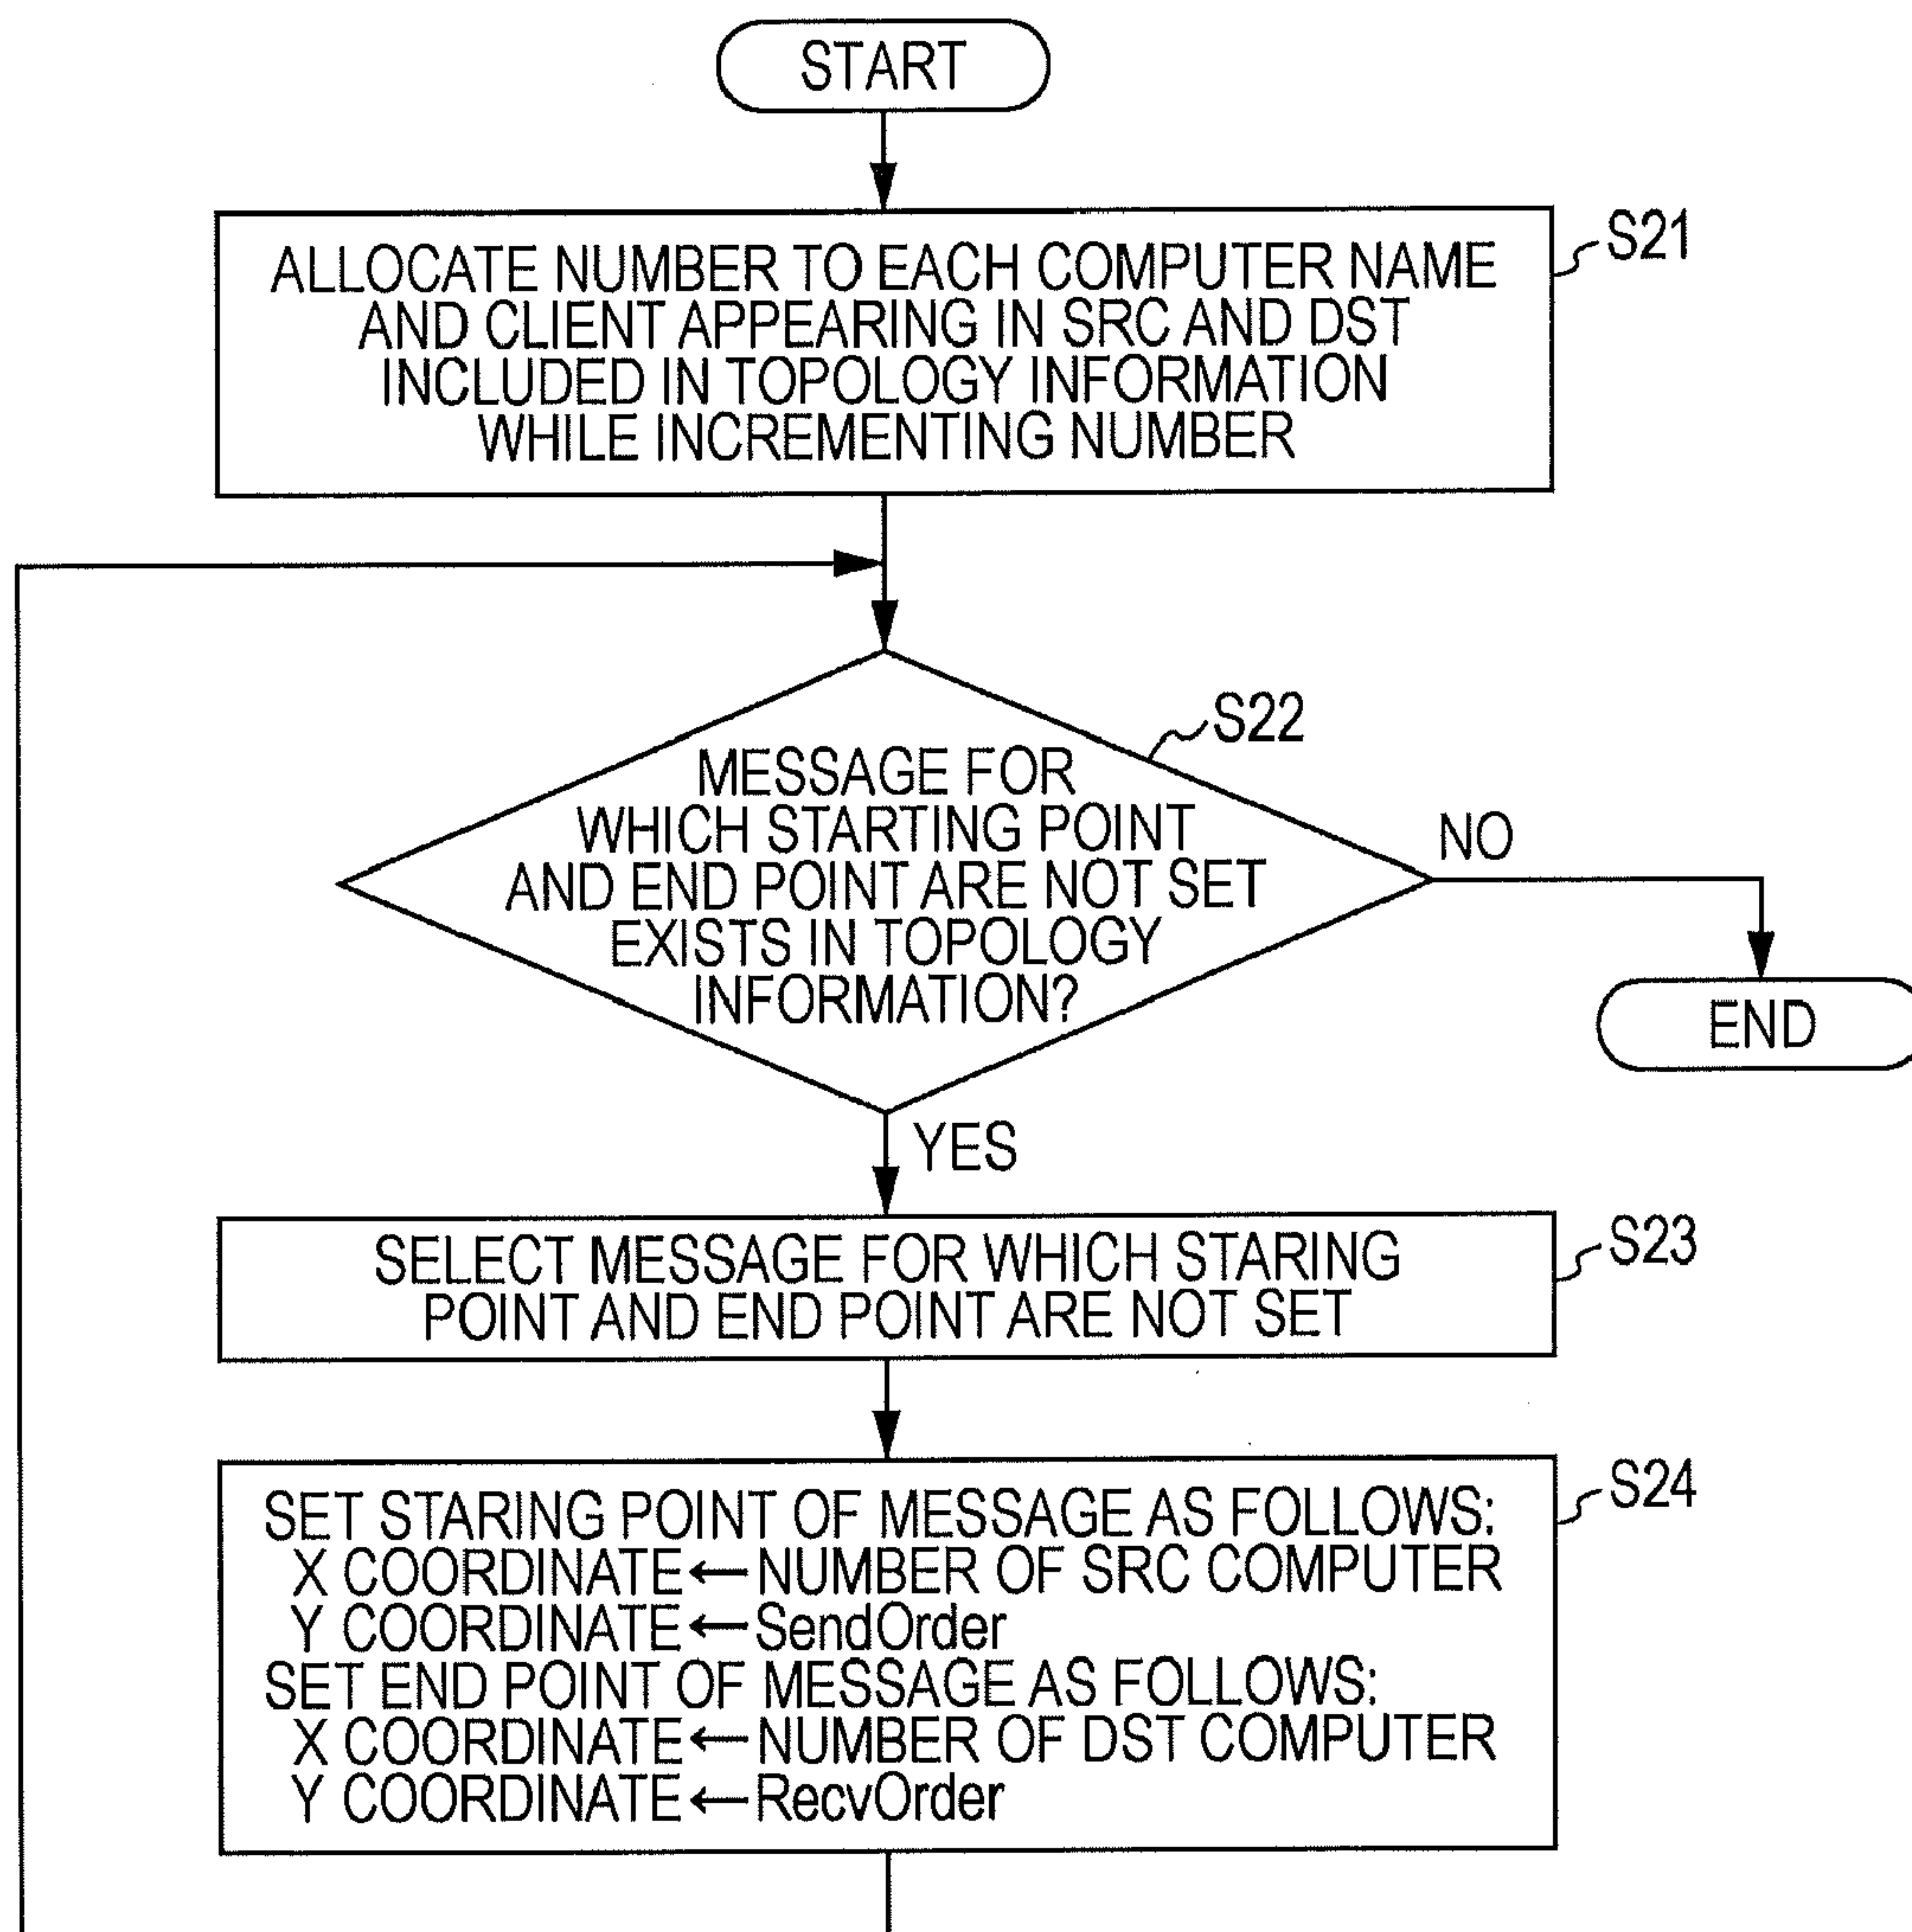 START
S21
ALLOCATE NUMBER TO EACH COMPUTER NAME
AND CLIENT APPEARING IN SRC AND DST
INCLUDED IN TOPOLOGY INFORMATION
WHILE INCREMENTING NUMBER
S22
MESSAGE FOR
WHICH STARTING POINT
AND END POINT ARE NOT SET
EXISTS IN TOPOLOGY
INFORMATION?
NO
END
YES
S23
SELECT MESSAGE FOR WHICH STARING
POINT AND END POINT ARE NOT SET
S24
SET STARING POINT OF MESSAGE AS FOLLOWS:
X COORDINATE ← NUMBER OF SRC COMPUTER
Y COORDINATE ← SendOrder
SET END POINT OF MESSAGE AS FOLLOWS:
X COORDINATE ← NUMBER OF DST COMPUTER
Y COORDINATE ← RecvOrder